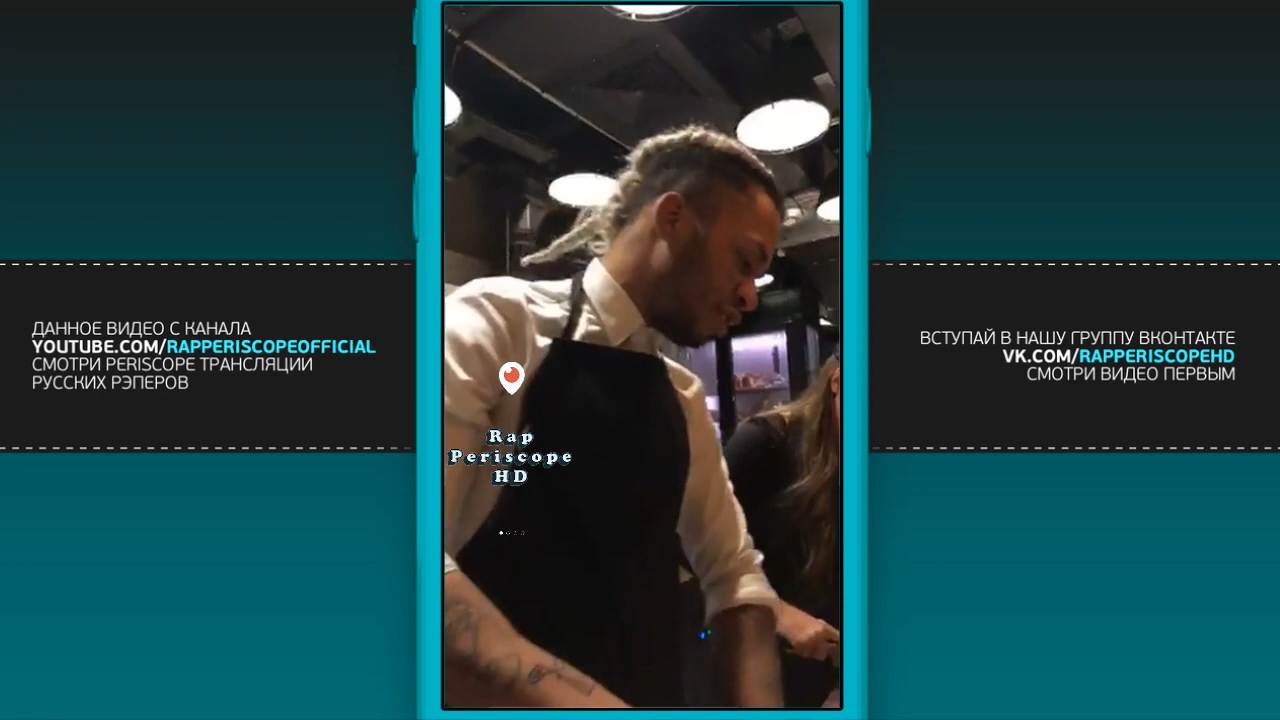 ДАННОЕ ВИДЕО С КАНАЛА
YOUTUBE.COM/RAPPERISCOPEOFFICIAL
СМОТРИ PERISCOPE ТРАНСЛЯЦИИ
РУССКИХ РЭПЕРОВ
Rap
Periscope
HD
ВСТУПАЙ В НАШУ ГРУППУ ВКОНТАКТЕ
VK.COM/RAPPERISCOPEHD
СМОТРИ ВИДЕО ПЕРВЫМ